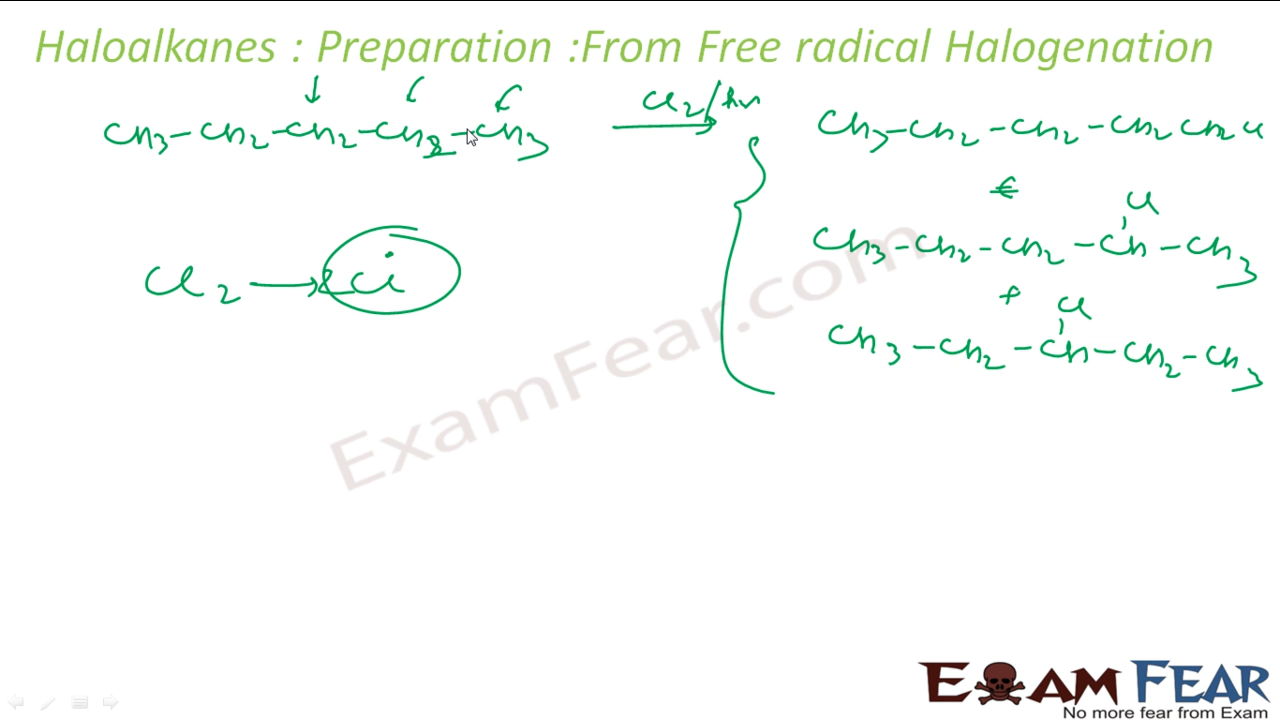 Haloalkanes : Preparation :From Free radical Halogenation
CH3-CH2-CH2-CH2-CH3
Cl2/hν
CH3-CH2-CH2-CH2CH2Cl
+
Cl
CH3-CH2-CH2-CH-CH3
Cl2→2Cl•
+
Cl
CH3-CH2-CH-CH2-CH3
ExamFear.com
EXAM FEAR
No more fear from Exam